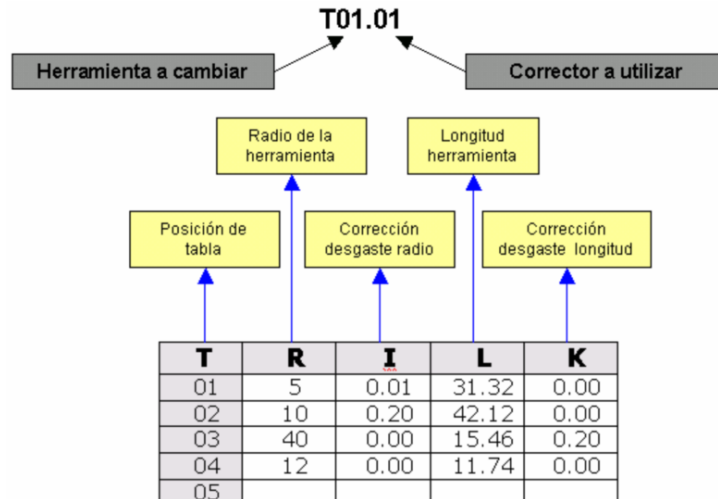 T01.01
Herramienta a cambiar
Corrector a utilizar
Radio de la
herramienta
Longitud
herramienta
Posición de
tabla
Corrección
desgaste radio
Corrección
desgaste longitud
T R I L K
01 5 0.01 31.32 0.00
02 10 0.20 42.12 0.00
03 40 0.00 15.46 0.20
04 12 0.00 11.74 0.00
05